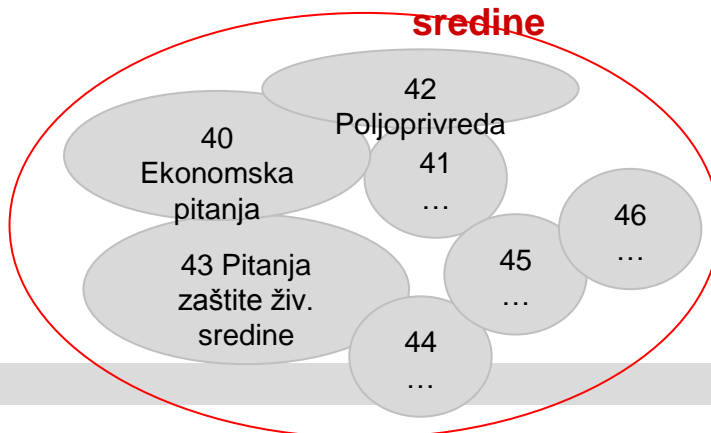 sredine
42
Poljoprivreda
40
Ekonomska
pitanja
41
…
46
…
43 Pitanja
zaštite živ.
sredine
45
…
44
…